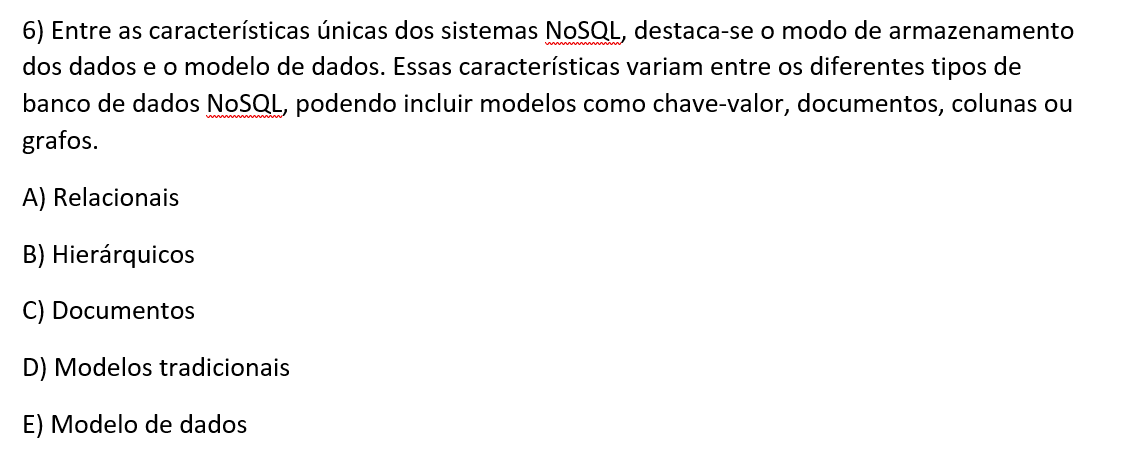 6) Entre as características únicas dos sistemas NoSQL, destaca-se o modo de armazenamento
dos dados e o modelo de dados. Essas características variam entre os diferentes tipos de
banco de dados NoSQL, podendo incluir modelos como chave-valor, documentos, colunas ou
grafos.
A) Relacionais
B) Hierárquicos
C) Documentos
D) Modelos tradicionais
E) Modelo de dados